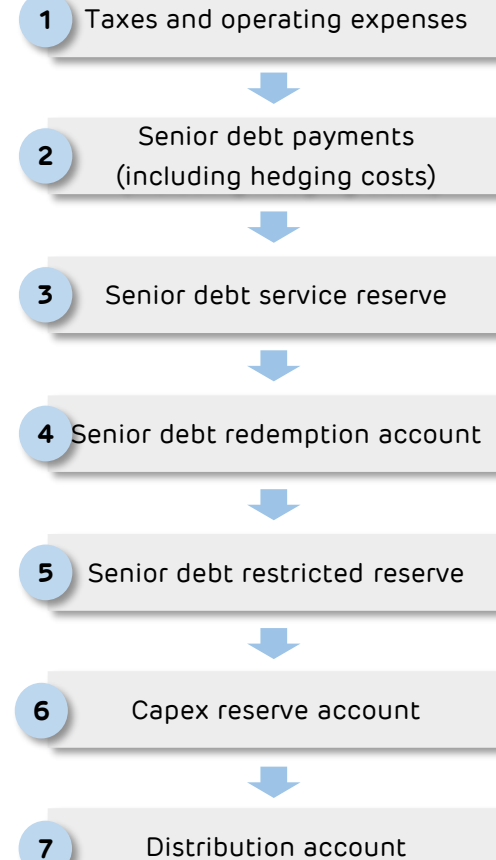 1 Taxes and operating expenses
2 Senior debt payments
(including hedging costs)
3 Senior debt service reserve
4 Senior debt redemption account
5 Senior debt restricted reserve
6 Capex reserve account
7 Distribution account